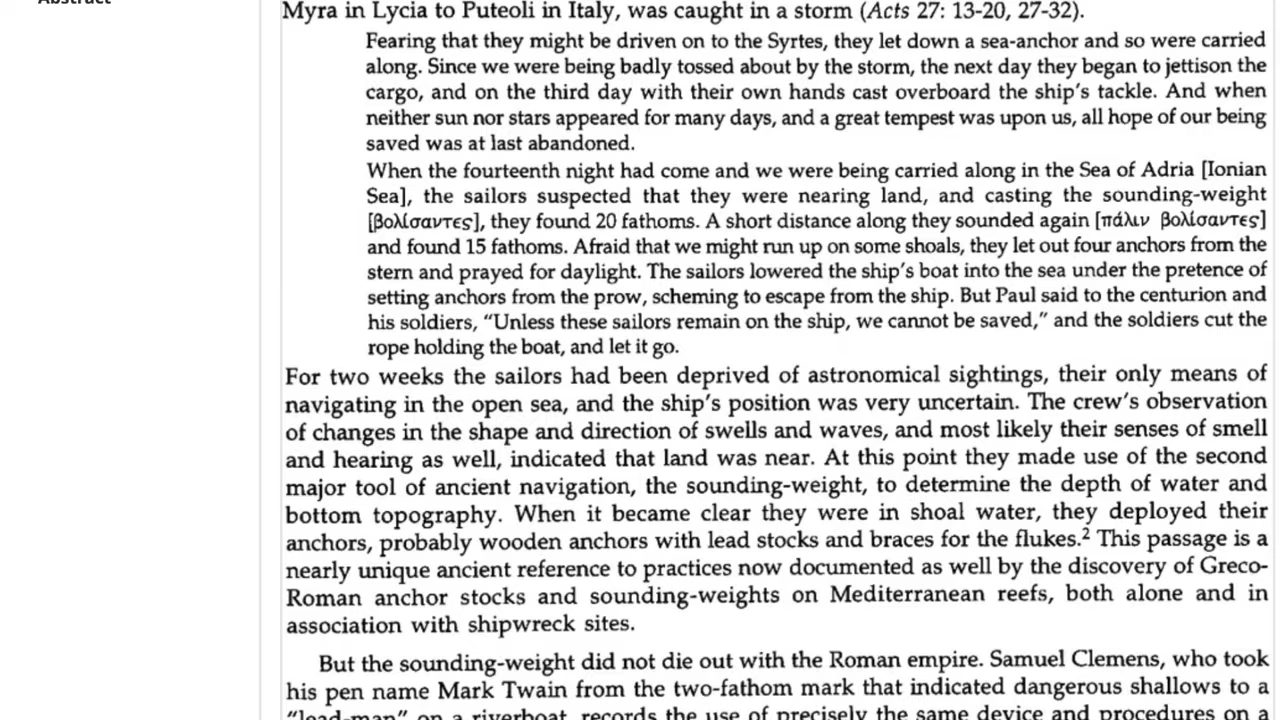 Abstract
Myra in Lycia to Puteoli in Italy, was caught in a storm (Acts 27: 13-20, 27-32).
Fearing that they might be driven on to the Syrtes, they let down a sea-anchor and so were carried
along. Since we were being badly tossed about by the storm, the next day they began to jettison the
cargo, and on the third day with their own hands cast overboard the ship's tackle. And when
neither sun nor stars appeared for many days, and a great tempest was upon us, all hope of our being
saved was at last abandoned.
When the fourteenth night had come and we were being carried along in the Sea of Adria [Ionian
Sea], the sailors suspected that they were nearing land, and casting the sounding-weight
[βολίσαντες], they found 20 fathoms. A short distance along they sounded again [πάλιν βολίσαντες]
and found 15 fathoms. Afraid that we might run up on some shoals, they let out four anchors from the
stern and prayed for daylight. The sailors lowered the ship's boat into the sea under the pretence of
setting anchors from the prow, scheming to escape from the ship. But Paul said to the centurion and
his soldiers, "Unless these sailors remain on the ship, we cannot be saved," and the soldiers cut the
rope holding the boat, and let it go.
For two weeks the sailors had been deprived of astronomical sightings, their only means of
navigating in the open sea, and the ship's position was very uncertain. The crew's observation
of changes in the shape and direction of swells and waves, and most likely their senses of smell
and hearing as well, indicated that land was near. At this point they made use of the second
major tool of ancient navigation, the sounding-weight, to determine the depth of water and
bottom topography. When it became clear they were in shoal water, they deployed their
anchors, probably wooden anchors with lead stocks and braces for the flukes.² This passage is a
nearly unique ancient reference to practices now documented as well by the discovery of Greco-
Roman anchor stocks and sounding-weights on Mediterranean reefs, both alone and in
association with shipwreck sites.
But the sounding-weight did not die out with the Roman empire. Samuel Clemens, who took
his pen name Mark Twain from the two-fathom mark that indicated dangerous shallows to a
"lead-man" on a riverboat, records the use of precisely the same device and procedures on a